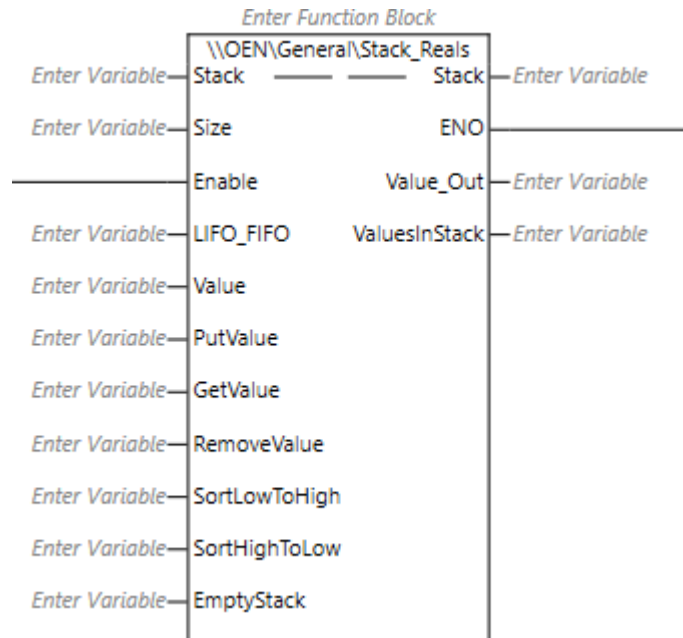 Enter Function Block
\\OEN\General\Stack_Reals
Enter Variable Stack Stack Enter Variable
Enter Variable Size ENO
Enable Value_Out Enter Variable
Enter Variable LIFO_FIFO ValuesInStack Enter Variable
Enter Variable Value
Enter Variable PutValue
Enter Variable GetValue
Enter Variable RemoveValue
Enter Variable SortLowToHigh
Enter Variable SortHighToLow
Enter Variable EmptyStack